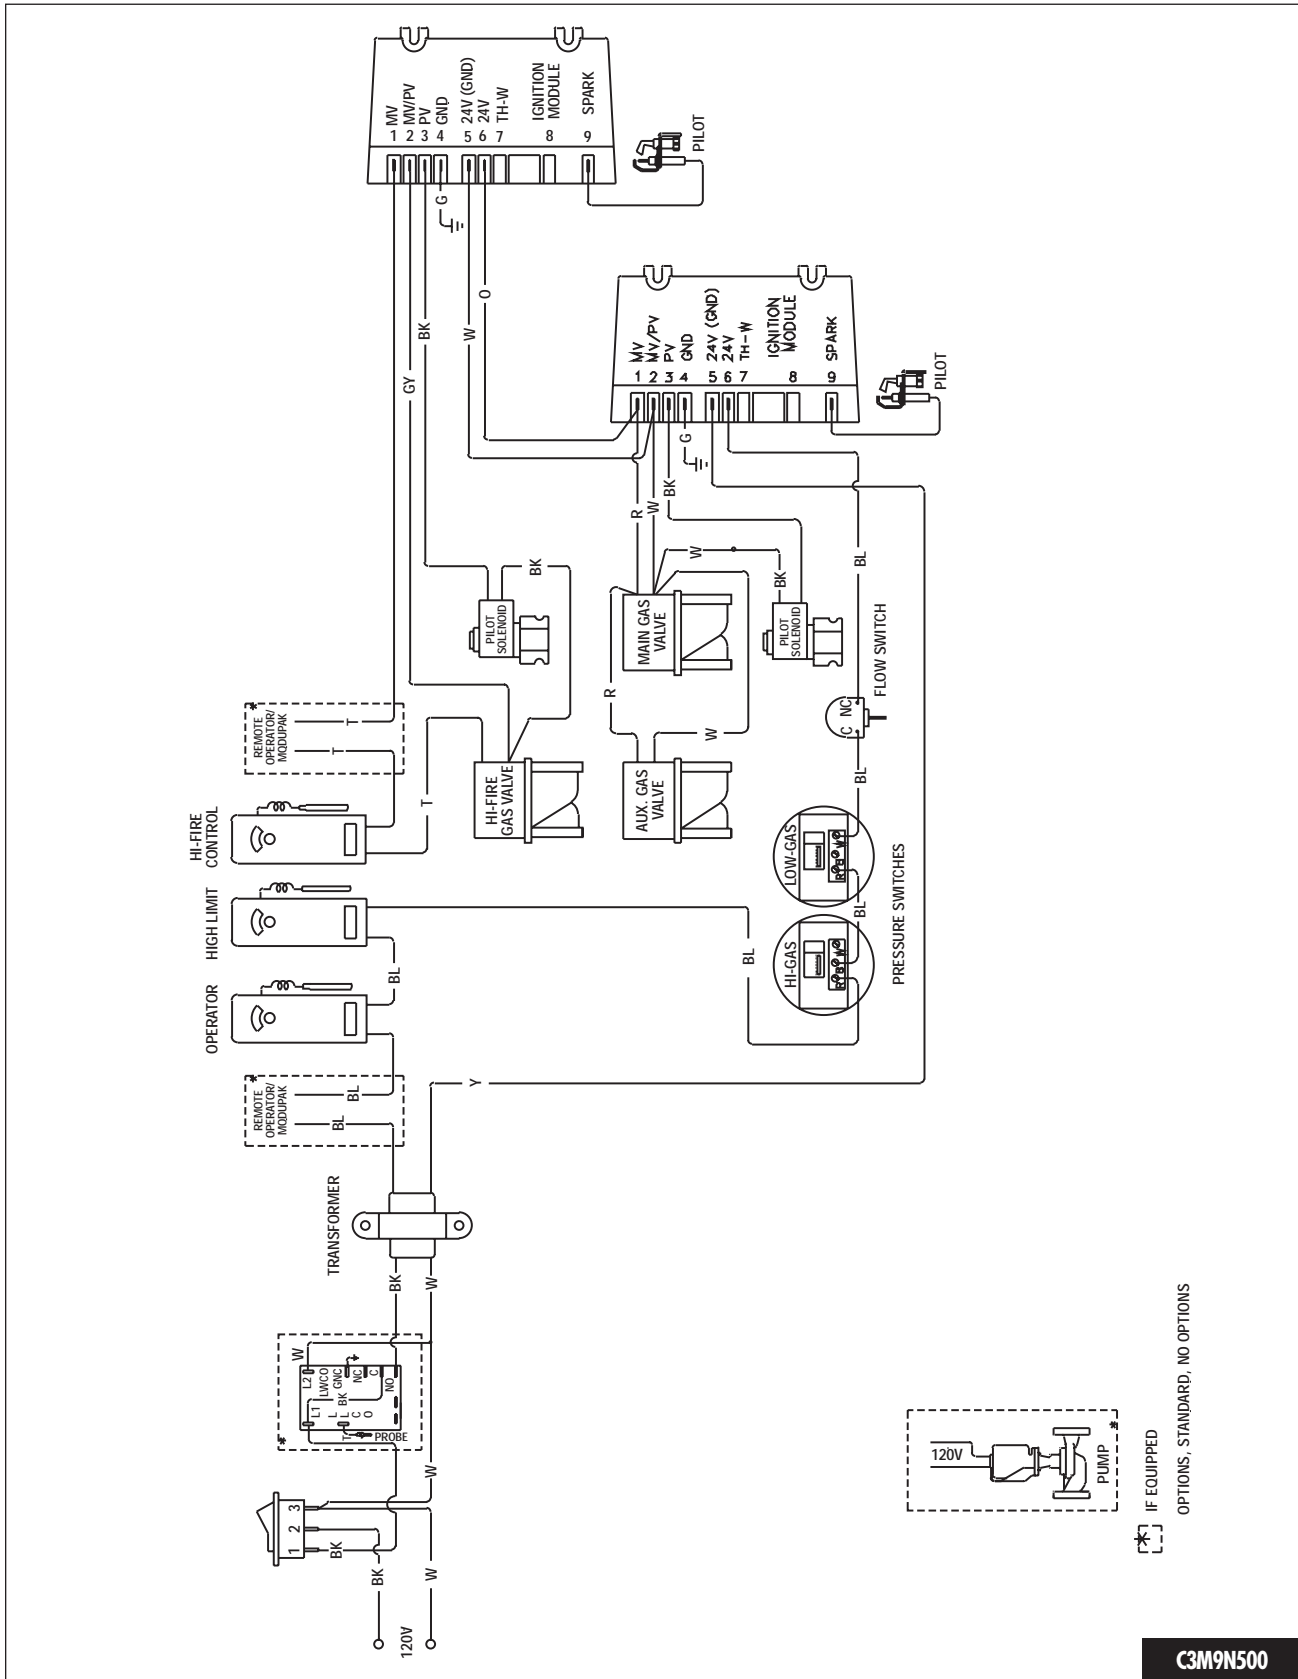 MV
MV/PV
PV
GND
24V (GND)
24V
TH-W
IGNITION
MODULE
SPARK
1
2
3
4
5
6
7
8
9
PILOT
G
O
W
BK
GY
MV
MV/PV
PV
GND
24V (GND)
24V
TH-W
IGNITION
MODULE
SPARK
1
2
3
4
5
6
7
8
9
PILOT
G
R
W
BK
W
BK
BL
BK
PILOT
SOLENOID
MAIN GAS
VALVE
PILOT
SOLENOID
FLOW SWITCH
C NC
R
W
*
REMOTE
OPERATOR/
MODUPAK
T
T
T
HI-FIRE
GAS VALVE
AUX. GAS
VALVE
BL
HI-FIRE
CONTROL
LOW-GAS
R B W
BL
PRESSURE SWITCHES
HIGH LIMIT
HI-GAS
R B W
BL
BL
OPERATOR
*
REMOTE
OPERATOR/
MODUPAK
BL
BL
Y
TRANSFORMER
BK
W
W
L2
LWCO
GNC
NC
C
NO
BK
L1
L
L
C
O
T
PROBE
*
W
1 2 3
BK
BK
W
120V
120V
PUMP
*
* IF EQUIPPED
OPTIONS, STANDARD, NO OPTIONS
C3M9N500